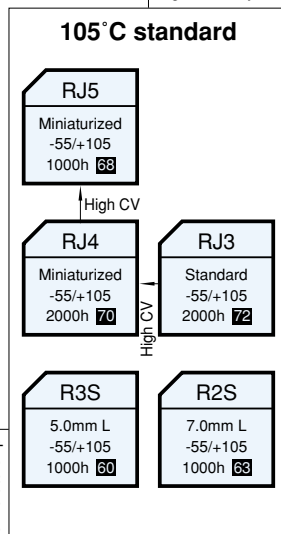 105˚C standard
RJ5
Miniaturized
-55/+105
1000h 68
High CV
RJ4
Miniaturized
-55/+105
2000h 70
High CV
RJ3
Standard
-55/+105
2000h 72
R3S
5.0mm L
-55/+105
1000h 60
R2S
7.0mm L
-55/+105
1000h 63